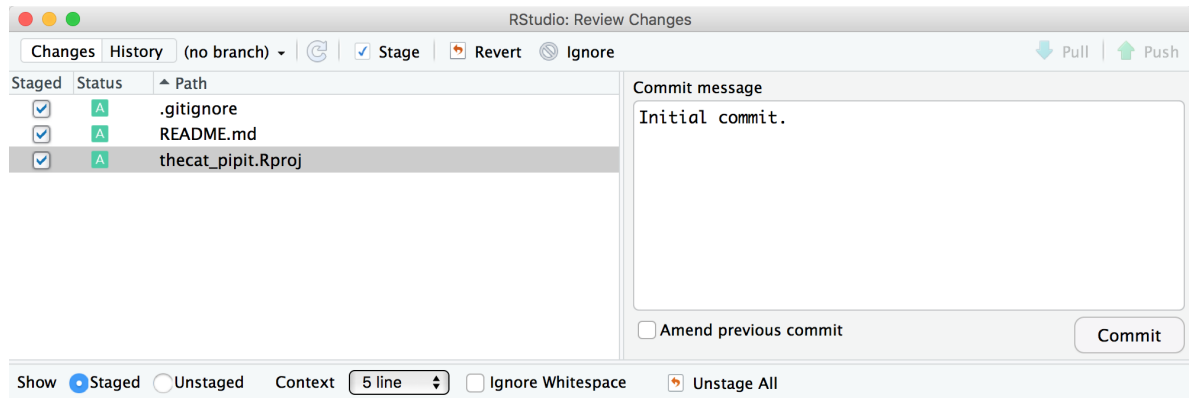 RStudio: Review Changes
Changes History (no branch) Stage Revert Ignore Pull Push
Staged Status Path
A .gitignore
A README.md
A thecat_pipit.Rproj
Commit message
Initial commit.
Amend previous commit Commit
Show Staged Unstaged Context 5 line Ignore Whitespace Unstage All